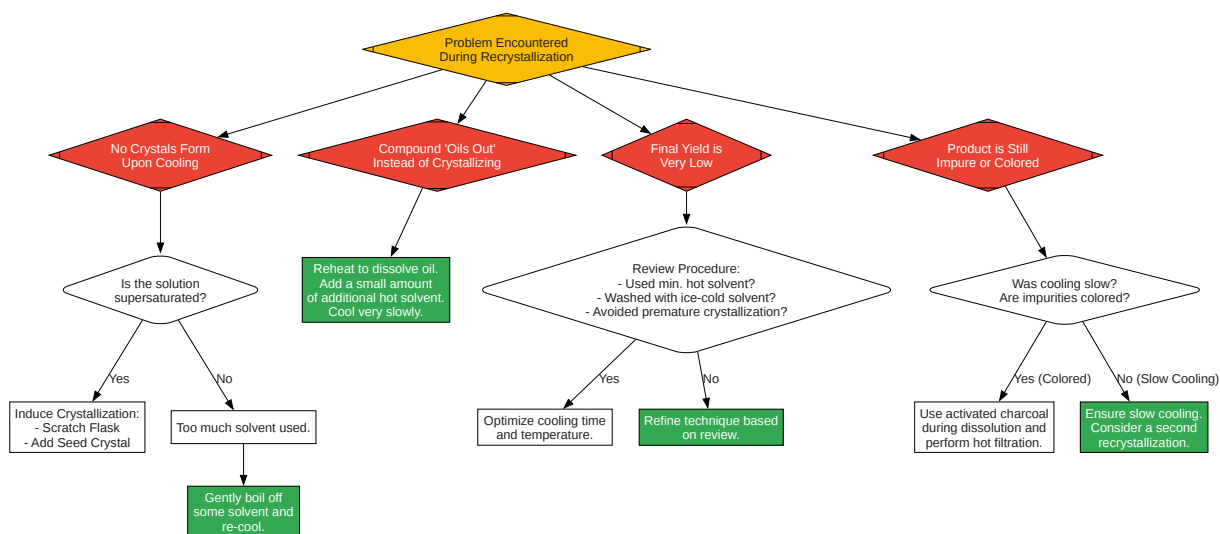 Problem Encountered
During Recrystallization
No Crystals Form
Upon Cooling
Compound 'Oils Out'
Instead of Crystallizing
Final Yield is
Very Low
Product is Still
Impure or Colored
Is the solution
supersaturated?
Reheat to dissolve oil.
Add a small amount
of additional hot solvent.
Cool very slowly.
Review Procedure:
- Used min. hot solvent?
- Washed with ice-cold solvent?
- Avoided premature crystallization?
Was cooling slow?
Are impurities colored?
Yes
No
Yes
No
Yes (Colored)
No (Slow Cooling)
Induce Crystallization:
- Scratch Flask
- Add Seed Crystal
Too much solvent used.
Optimize cooling time
and temperature.
Refine technique based
on review.
Use activated charcoal
during dissolution and
perform hot filtration.
Ensure slow cooling.
Consider a second
recrystallization.
Gently boil off
some solvent and
re-cool.